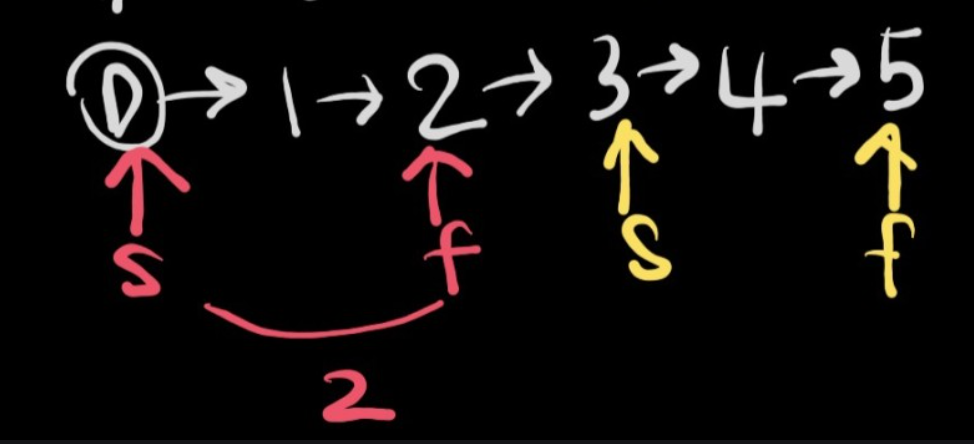 D → 1 → 2 → 3 → 4 → 5
s f s f
2